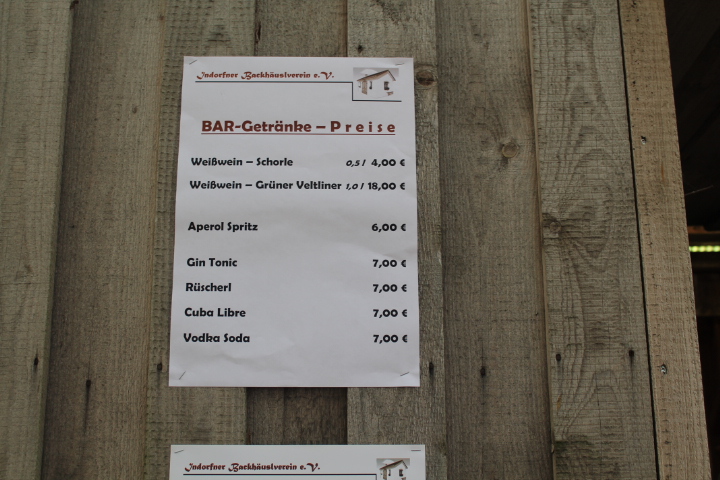 Indorfner Backhäuslverein e.V.
BAR-Getränke – Preise
Weißwein – Schorle 0,5 l 4,00 €
Weißwein – Grüner Veltliner 1,0 l 18,00 €
Aperol Spritz 6,00 €
Gin Tonic 7,00 €
Rüscherl 7,00 €
Cuba Libre 7,00 €
Vodka Soda 7,00 €
Indorfner Backhäuslverein e.V.